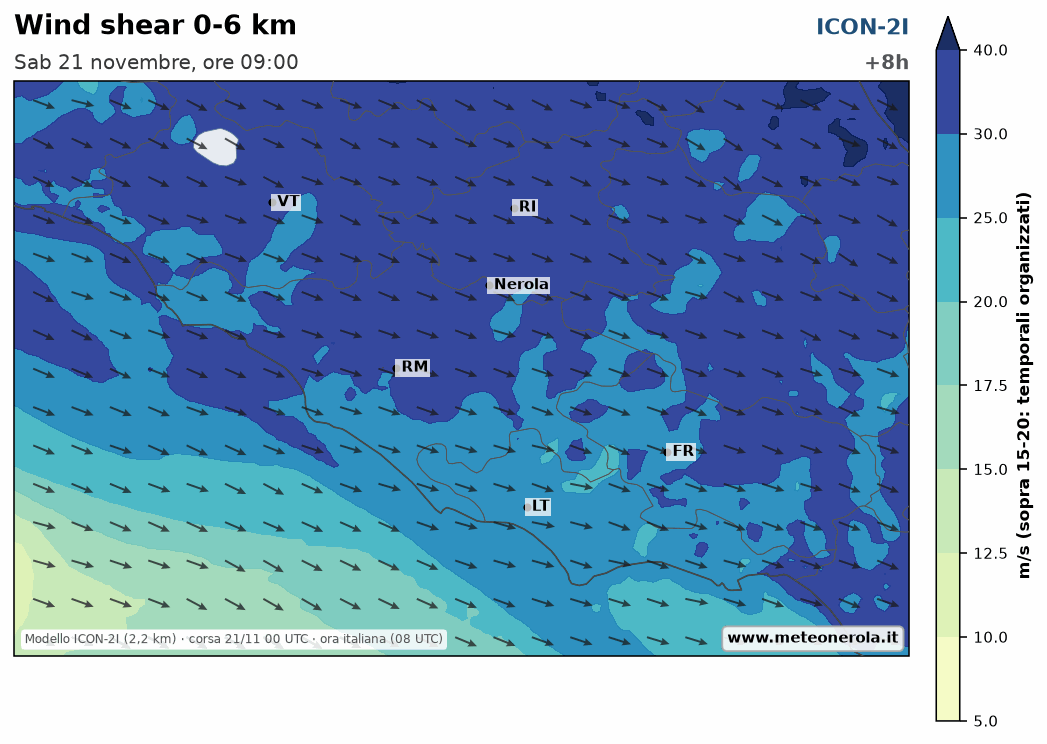 Wind shear 0-6 km
ICON-2I
Sab 21 novembre, ore 09:00
+8h
40.0
30.0
25.0
20.0
17.5
15.0
12.5
10.0
5.0
m/s (sopra 15-20: temporali organizzati)
VT
RI
Nerola
RM
FR
LT
Modello ICON-2I (2,2 km) · corsa 21/11 00 UTC · ora italiana (08 UTC)
www.meteonerola.it